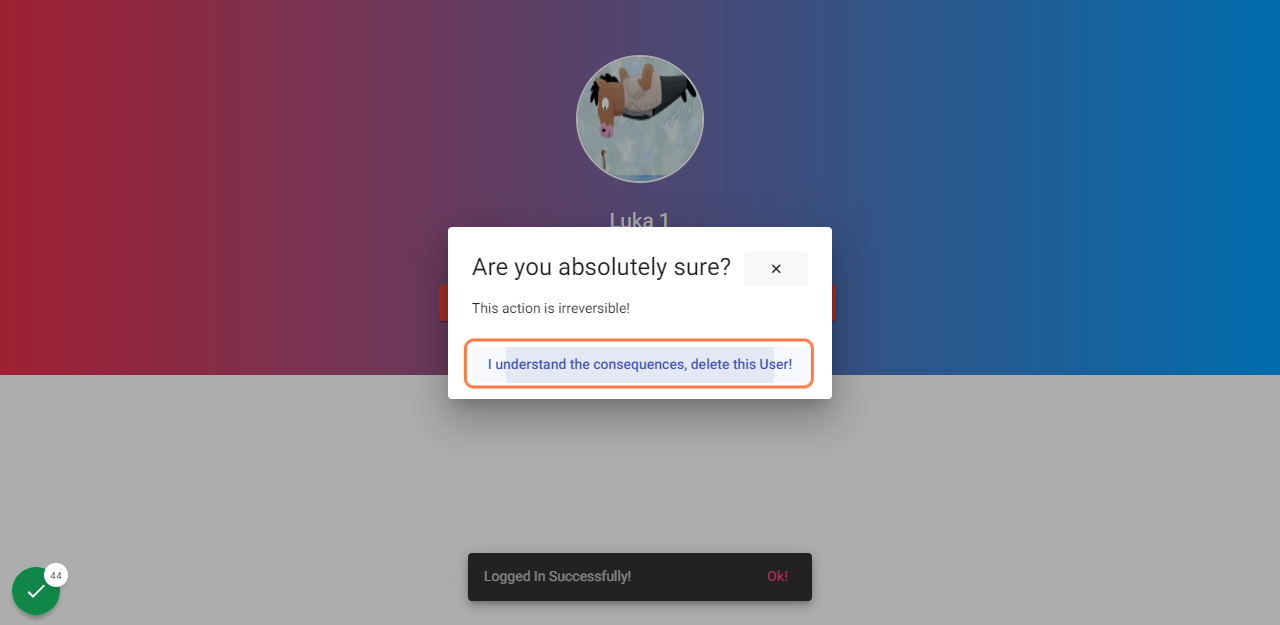 Luka 1
Are you absolutely sure? ×
This action is irreversible!
I understand the consequences, delete this User!
Logged In Successfully! Ok!
44